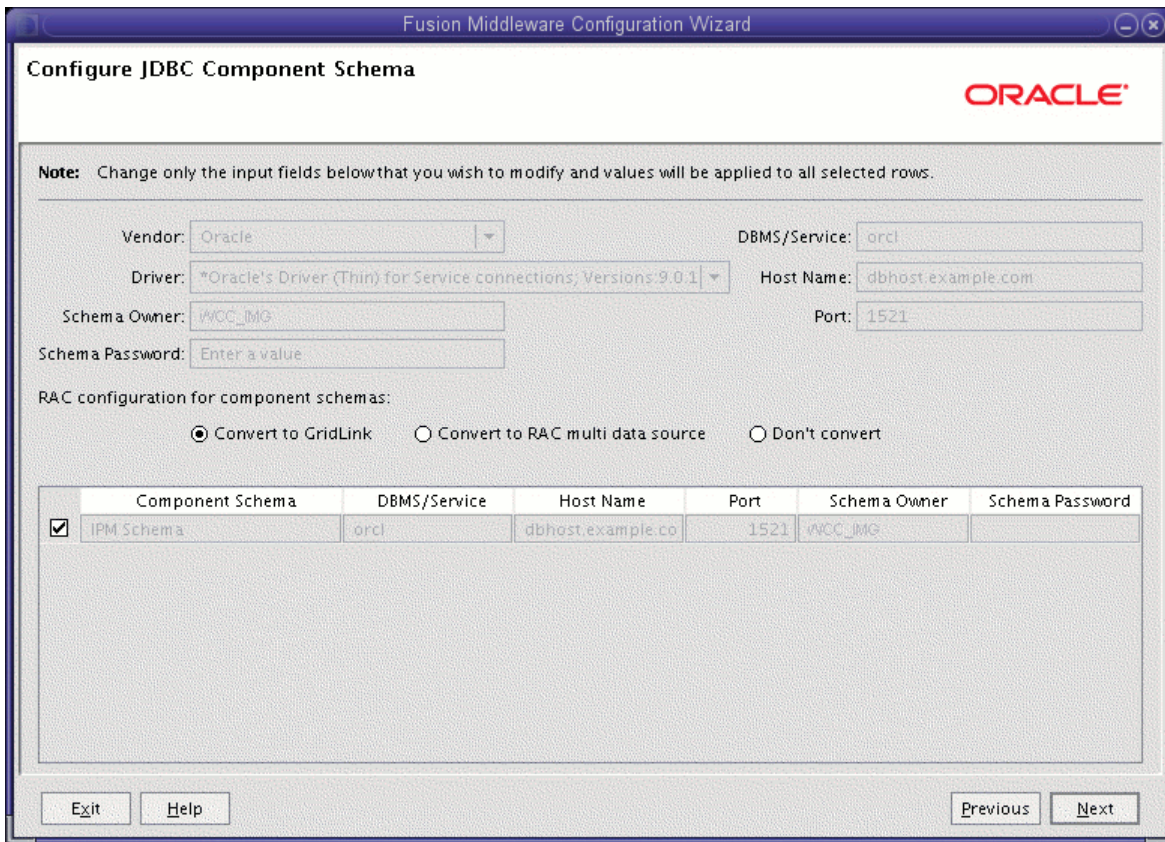 Fusion Middleware Configuration Wizard
Configure JDBC Component Schema
ORACLE
Note: Change only the input fields below that you wish to modify and values will be applied to all selected rows.
Vendor: Oracle DBMS/Service: orcl
Driver: *Oracle's Driver (Thin) for Service connections; Versions:9.0.1 Host Name: dbhost.example.com
Schema Owner: WCC_IMG Port: 1521
Schema Password: Enter a value
RAC configuration for component schemas:
Convert to GridLink Convert to RAC multi data source Don't convert
Component Schema DBMS/Service Host Name Port Schema Owner Schema Password
IPM Schema orcl dbhost.example.co 1521 WCC_IMG
Exit Help Previous Next